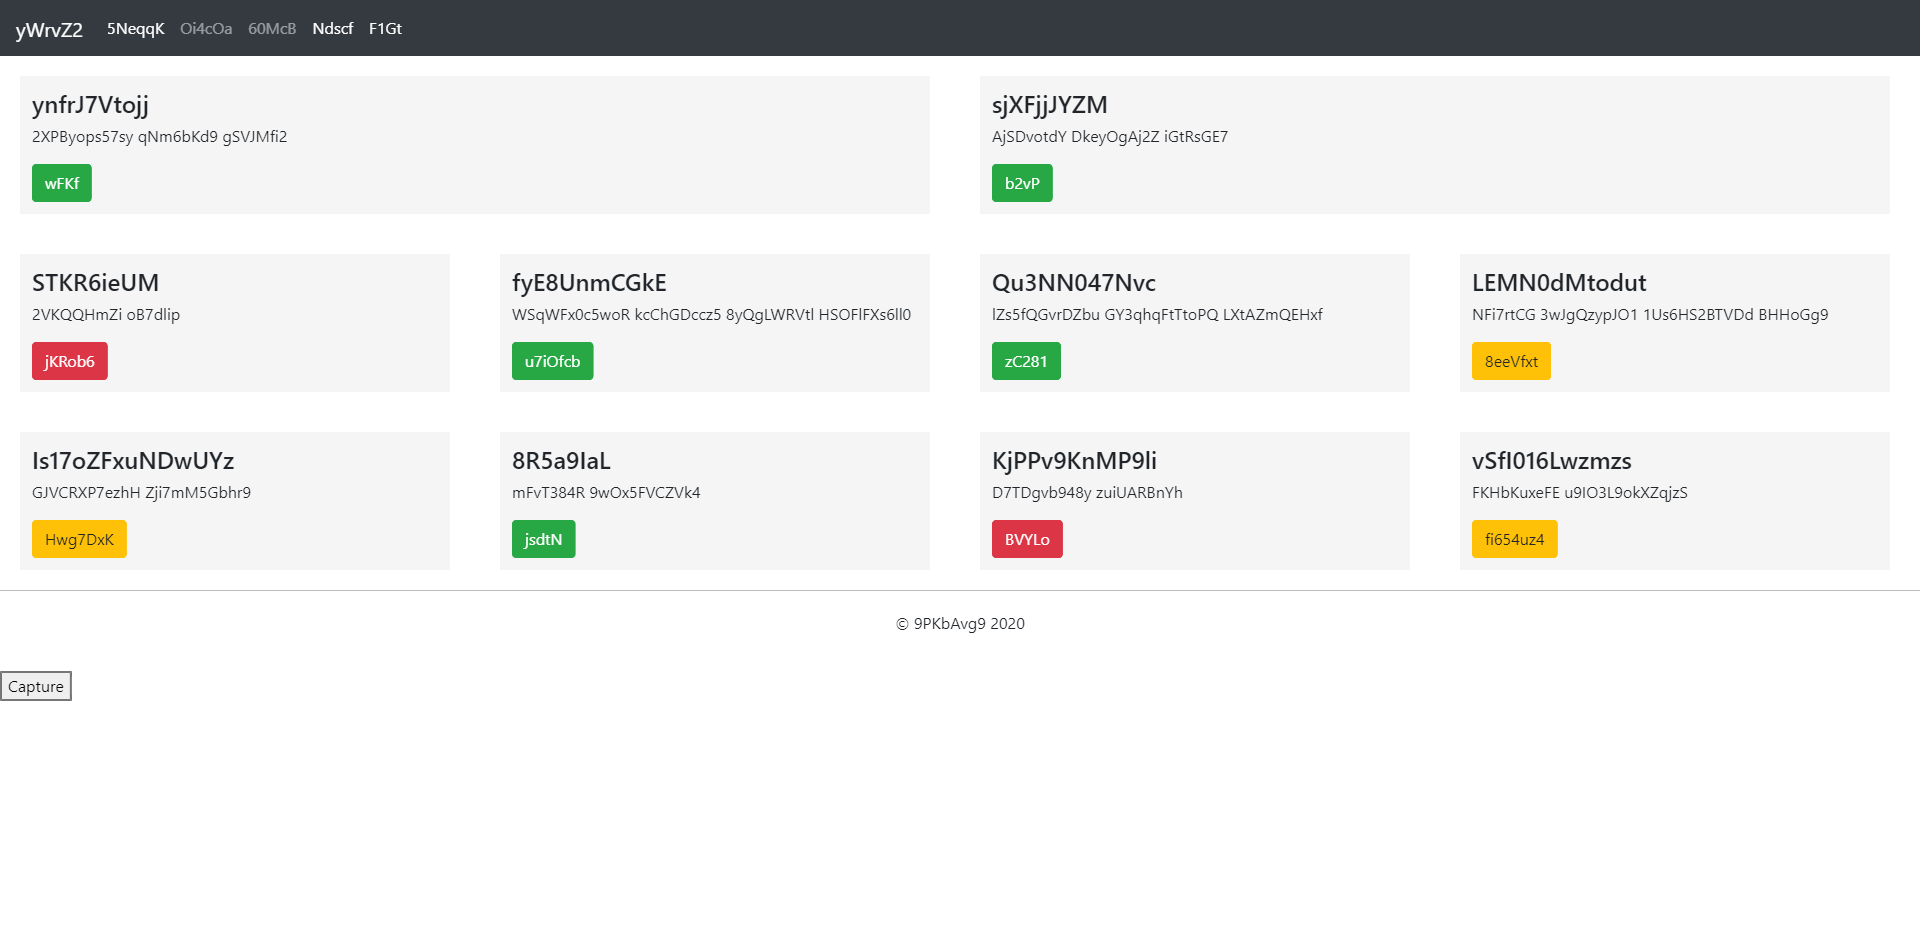 yWrvZ2 5NeqqK Oi4cOa 60McB Ndscf F1Gt
ynfrJ7Vtojj
2XPByops57sy qNm6bKd9 gSVJMfi2
wFKf
sjXFjjJYZM
AjSDvotdY DkeyOgAj2Z iGtRsGE7
b2vP
STKR6ieUM
2VKQQHmZi oB7dlip
jKRob6
fyE8UnmCGkE
WSqWFx0c5woR kcChGDccz5 8yQgLWRVtl HSOFlFXs6ll0
u7iOfcb
Qu3NN047Nvc
lZs5fQGvrDZbu GY3qhqFtTtoPQ LXtAZmQEHxf
zC281
LEMN0dMtodut
NFi7rtCG 3wJgQzypJO1 1Us6HS2BTVDd BHHoGg9
8eeVfxt
Is17oZFxuNDwUYz
GJVCRXP7ezhH Zji7mM5Gbhr9
Hwg7DxK
8R5a9IaL
mFvT384R 9wOx5FVCZVk4
jsdtN
KjPPv9KnMP9li
D7TDgvb948y zuiUARBnYh
BVYLo
vSfI016Lwzmzs
FKHbKuxeFE u9IO3L9okXZqjzS
fi654uz4
© 9PKbAvg9 2020
Capture